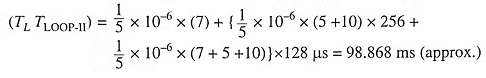 (T_L T_LOOP-II) = 1/5 × 10⁻⁶ × (7) + {1/5 × 10⁻⁶ × (5 +10) × 256 +
1/5 × 10⁻⁶ × (7 + 5 +10)}×128 μs = 98.868 ms (approx.)